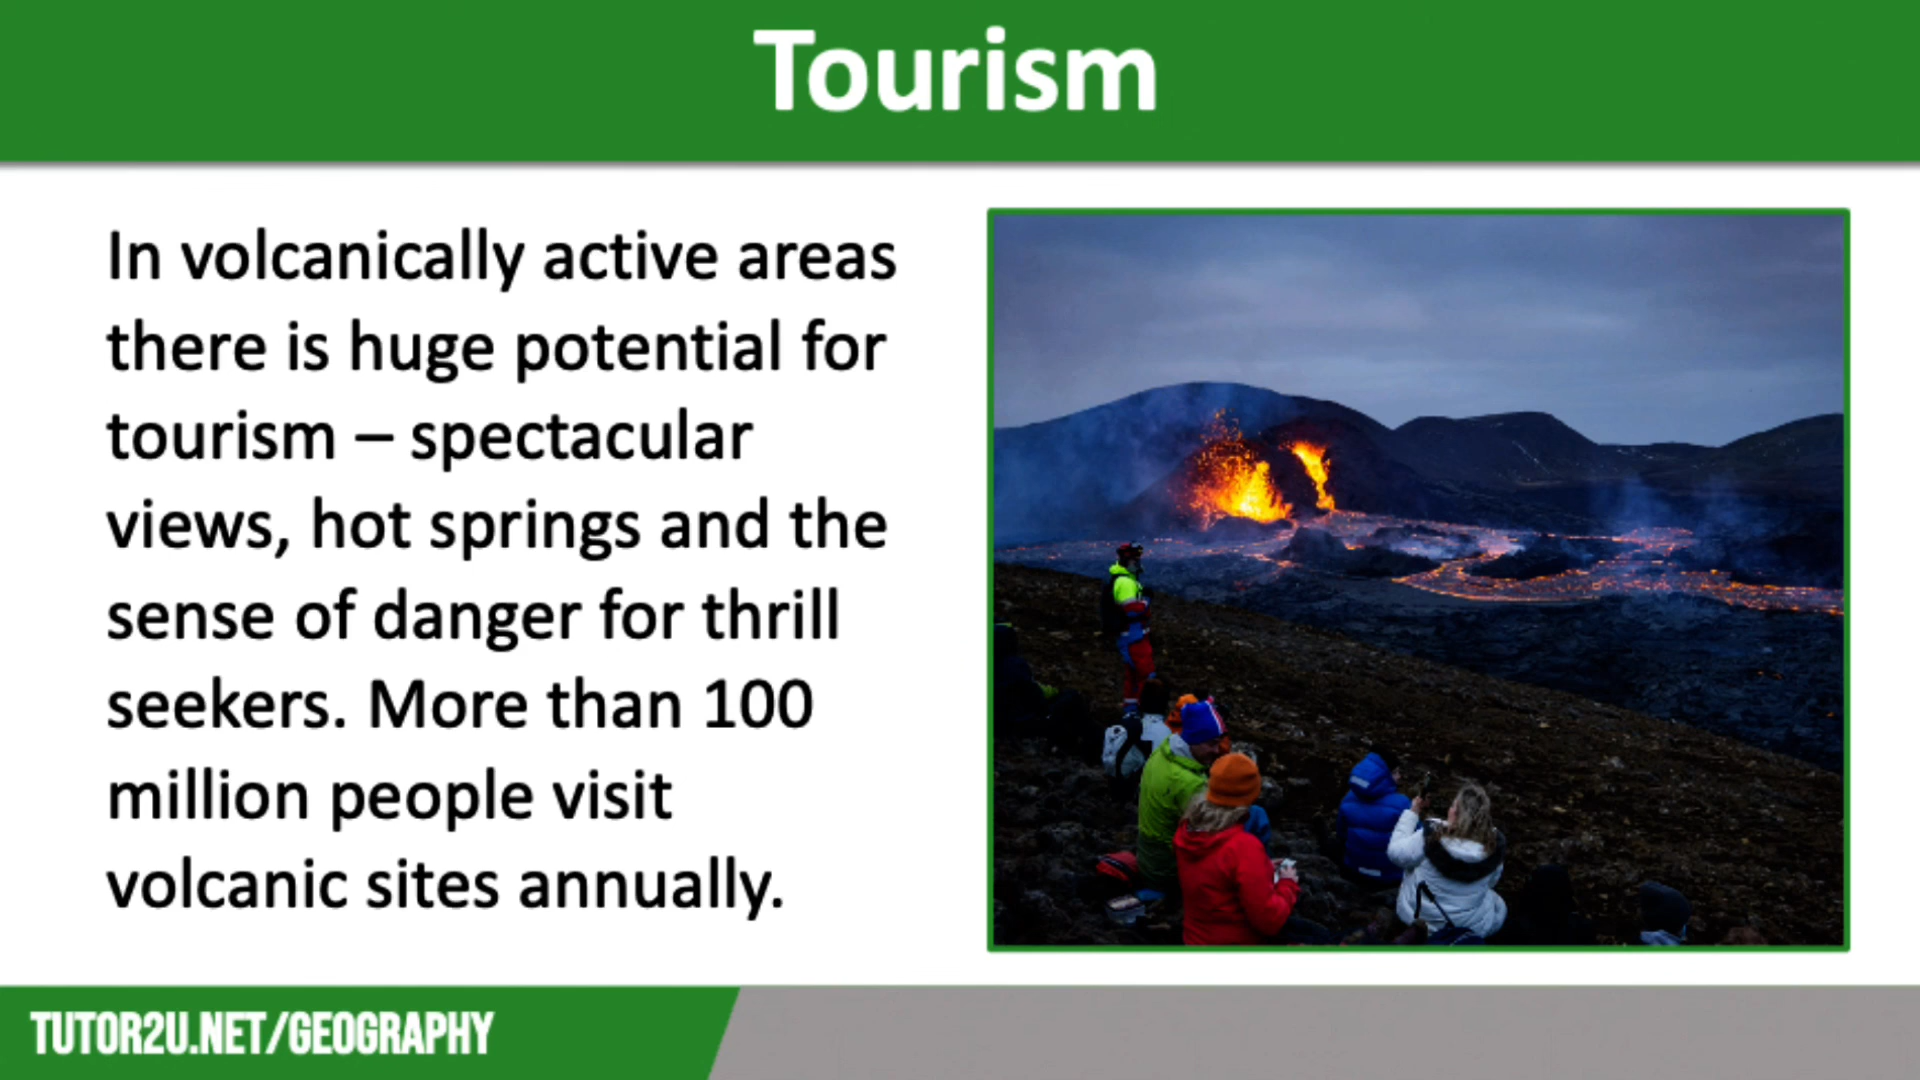 Tourism
In volcanically active areas
there is huge potential for
tourism – spectacular
views, hot springs and the
sense of danger for thrill
seekers. More than 100
million people visit
volcanic sites annually.
TUTOR2U.NET/GEOGRAPHY